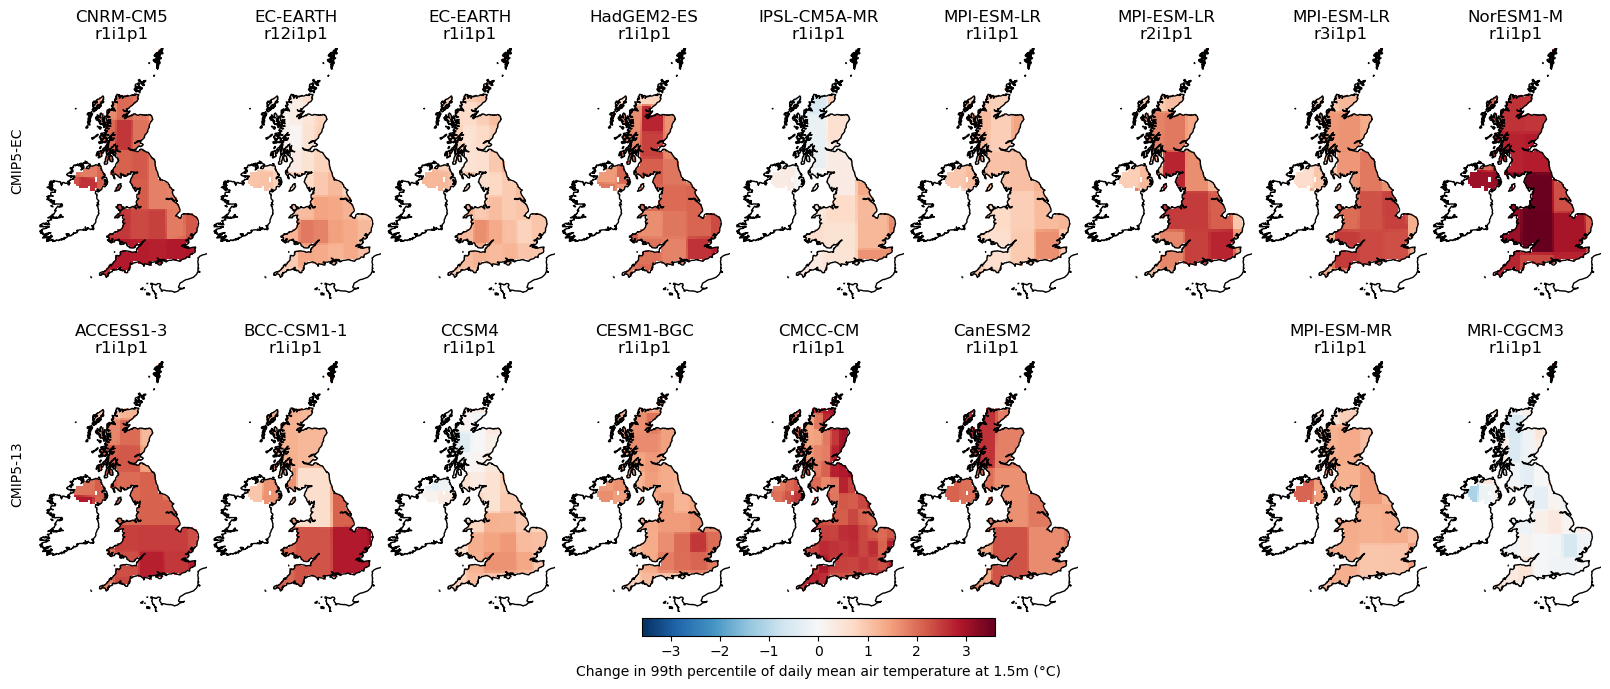 CNRM-CM5 EC-EARTH EC-EARTH HadGEM2-ES IPSL-CM5A-MR MPI-ESM-LR MPI-ESM-LR MPI-ESM-LR NorESM1-M
r1i1p1 r12i1p1 r1i1p1 r1i1p1 r1i1p1 r1i1p1 r2i1p1 r3i1p1 r1i1p1
CMIP5-EC
ACCESS1-3 BCC-CSM1-1 CCSM4 CESM1-BGC CMCC-CM CanESM2 MPI-ESM-MR MRI-CGCM3
r1i1p1 r1i1p1 r1i1p1 r1i1p1 r1i1p1 r1i1p1 r1i1p1 r1i1p1
CMIP5-13
−3 −2 −1 0 1 2 3
Change in 99th percentile of daily mean air temperature at 1.5m (°C)